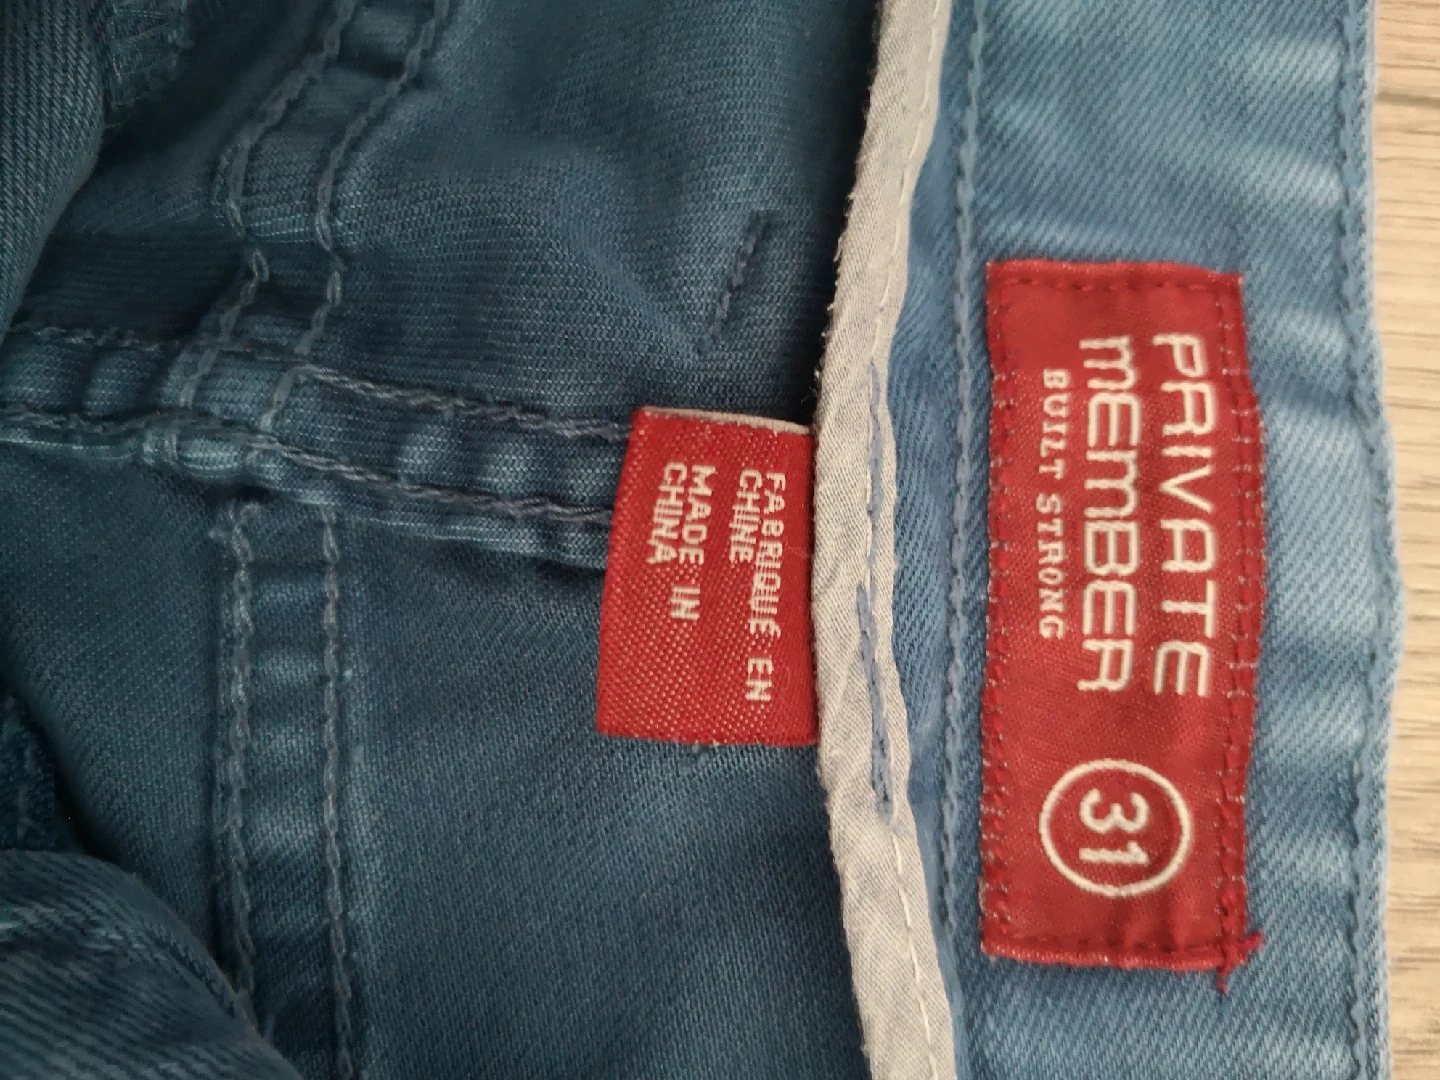 PRIVATE
MEMBER
BUILT STRONG
31
FABRIQUÉ EN
CHINE
MADE IN
CHINA